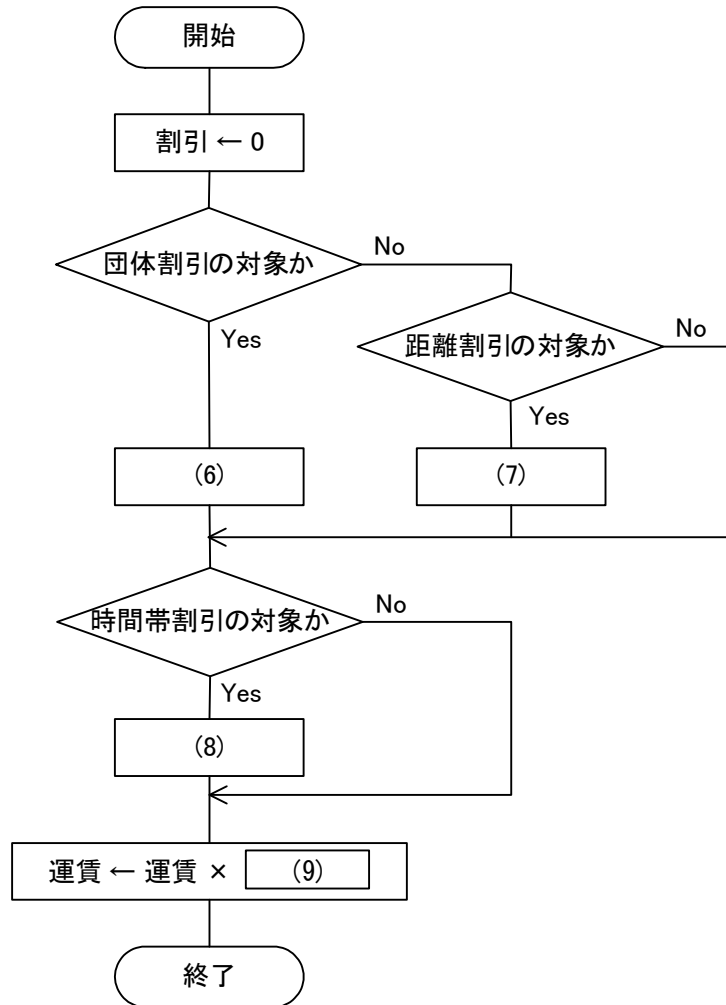 開始
割引 ← 0
団体割引の対象か
No
Yes
距離割引の対象か
No
Yes
(6)
(7)
時間帯割引の対象か
No
Yes
(8)
運賃 ← 運賃 × (9)
終了